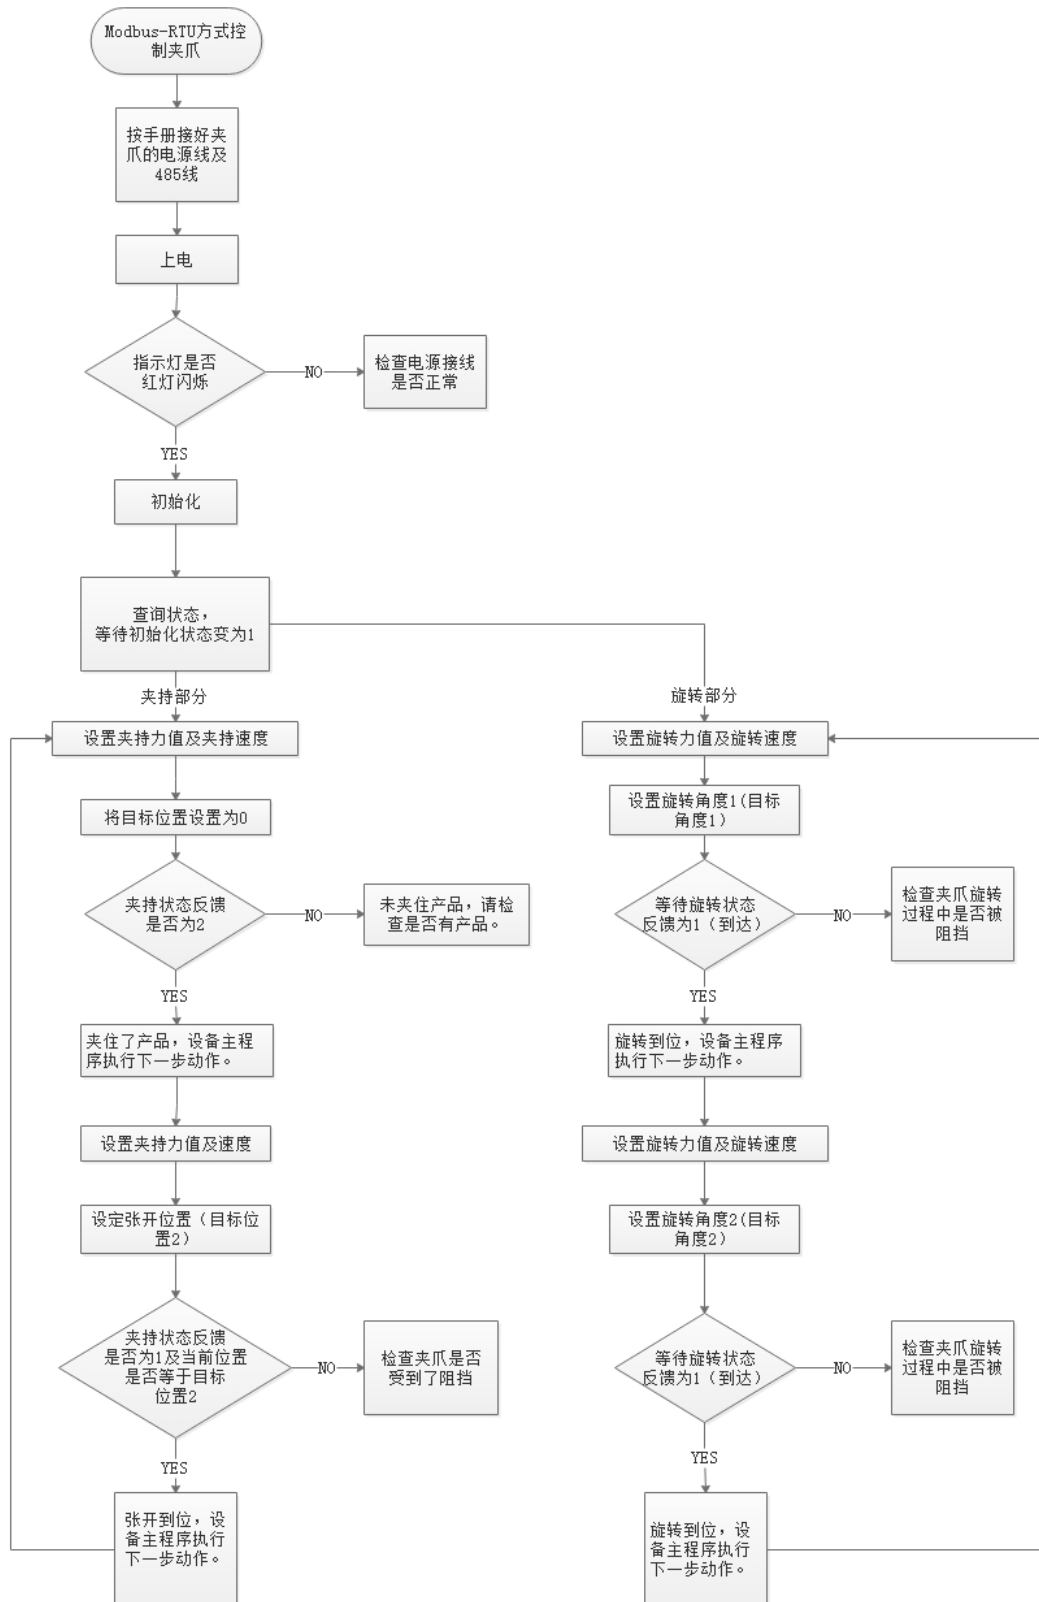 Modbus-RTU方式控
制夹爪
按手册接好夹
爪的电源线及
485线
上电
指示灯是否
红灯闪烁
NO
检查电源接线
是否正常
YES
初始化
查询状态，
等待初始化状态变为1
夹持部分
设置夹持力值及夹持速度
将目标位置设置为0
夹持状态反馈
是否为2
NO
未夹住产品，请检
查是否有产品。
YES
夹住了产品，设备主程
序执行下一步动作。
设置夹持力值及速度
设定张开位置（目标位
置2）
夹持状态反馈
是否为1及当前位置
是否等于目标
位置2
NO
检查夹爪是否
受到了阻挡
YES
张开到位，设
备主程序执行
下一步动作。
旋转部分
设置旋转力值及旋转速度
设置旋转角度1(目标
角度1）
等待旋转状态
反馈为1（到达）
NO
检查夹爪旋转
过程中是否被
阻挡
YES
旋转到位，设备主程序
执行下一步动作。
设置旋转力值及旋转速度
设置旋转角度2(目标
角度2）
等待旋转状态
反馈为1（到达）
NO
检查夹爪旋转
过程中是否被
阻挡
YES
旋转到位，设
备主程序执行
下一步动作。